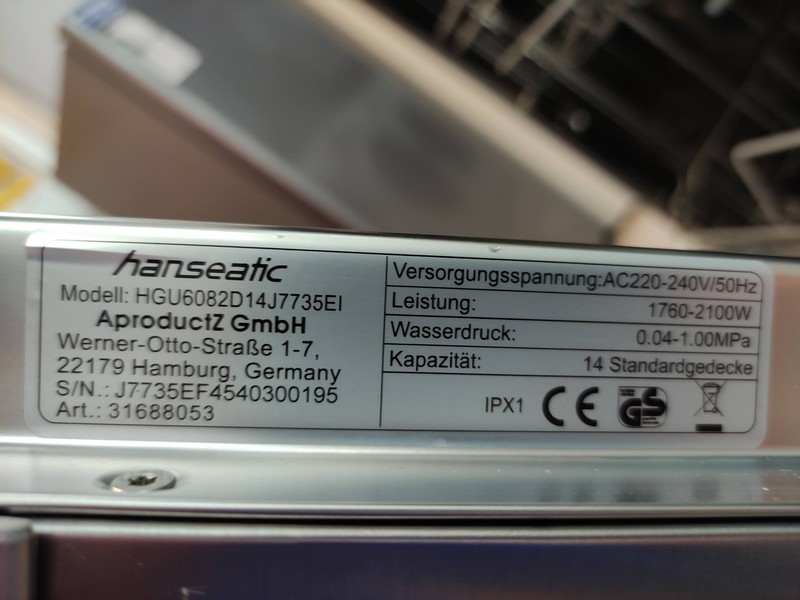 hanseatic
Modell: HGU6082D14J7735EI
AproductZ GmbH
Werner-Otto-Straße 1-7,
22179 Hamburg, Germany
S/N.: J7735EF4540300195
Art.: 31688053
Versorgungsspannung:AC220-240V/50Hz
Leistung: 1760-2100W
Wasserdruck: 0.04-1.00MPa
Kapazität: 14 Standardgedecke
IPX1 CE GS